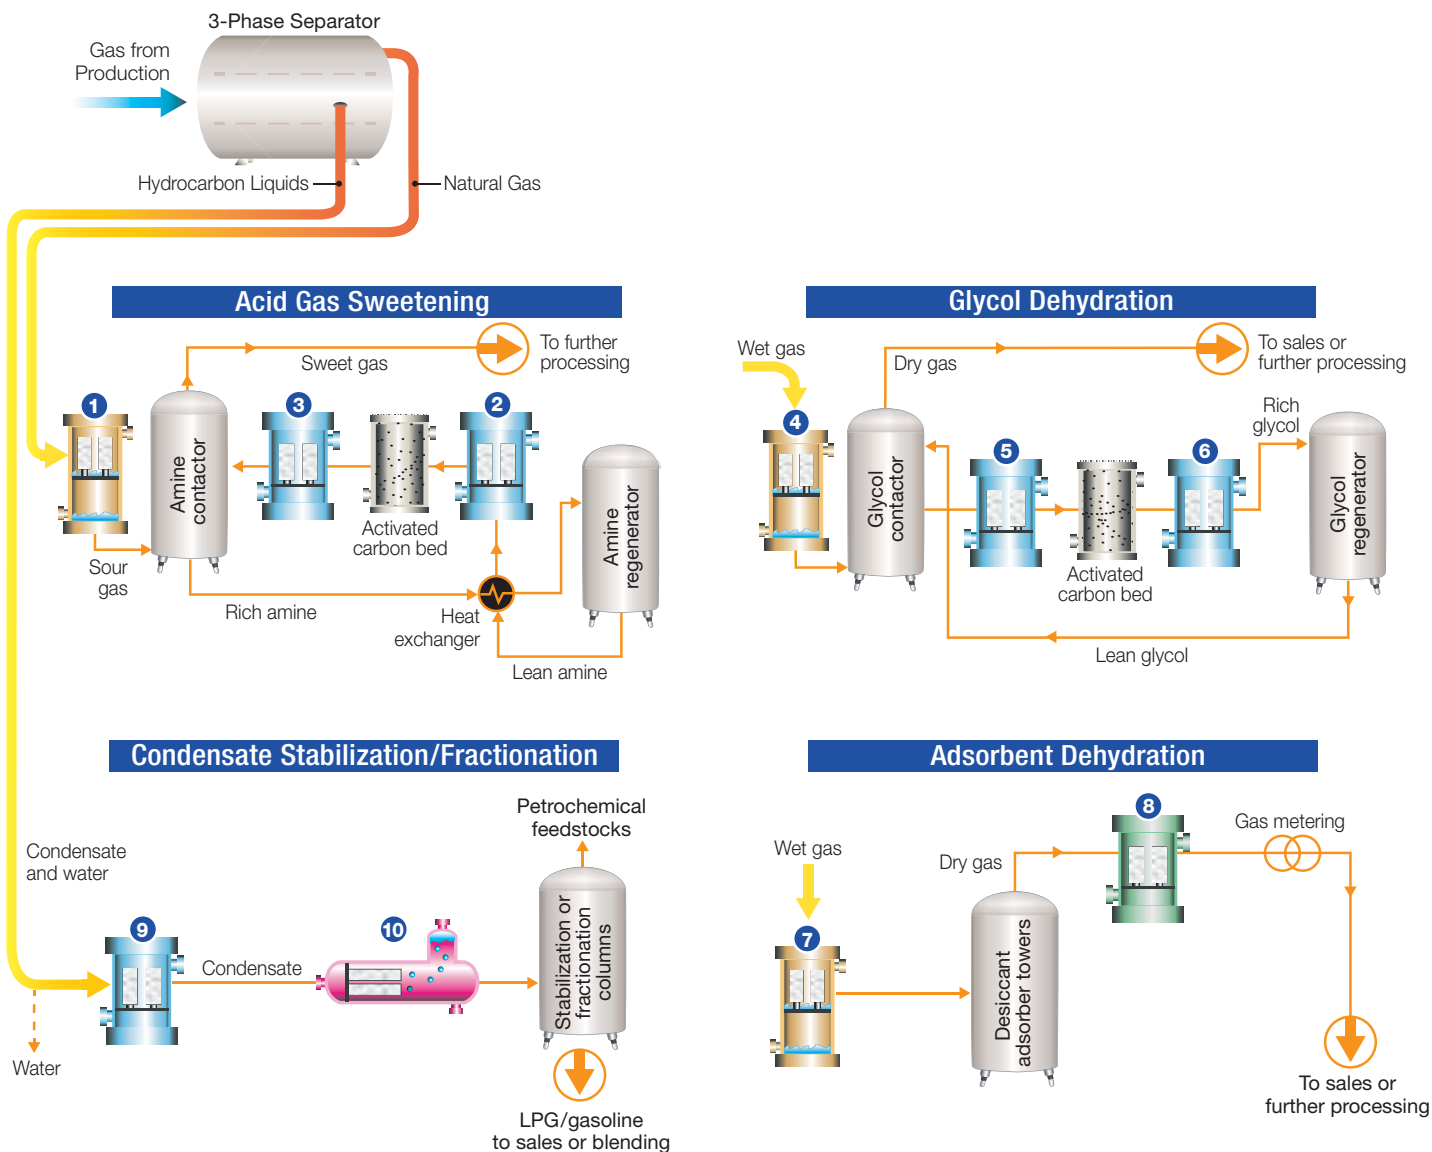 3-Phase Separator
Gas from
Production
Hydrocarbon Liquids
Natural Gas
Acid Gas Sweetening
Sweet gas
To further
processing
1
3
2
Amine
contactor
Activated
carbon bed
Amine
regenerator
Sour
gas
Rich amine
Heat
exchanger
Lean amine
Glycol Dehydration
Wet gas
Dry gas
To sales or
further processing
Rich
glycol
4
5
6
Glycol
contactor
Activated
carbon bed
Glycol
regenerator
Lean glycol
Condensate Stabilization/Fractionation
Petrochemical
feedstocks
Condensate
and water
9
10
Condensate
Stabilization or
fractionation
columns
Water
LPG/gasoline
to sales or blending
Adsorbent Dehydration
8
Gas metering
Wet gas
Dry gas
7
Desiccant
adsorber towers
To sales or
further processing